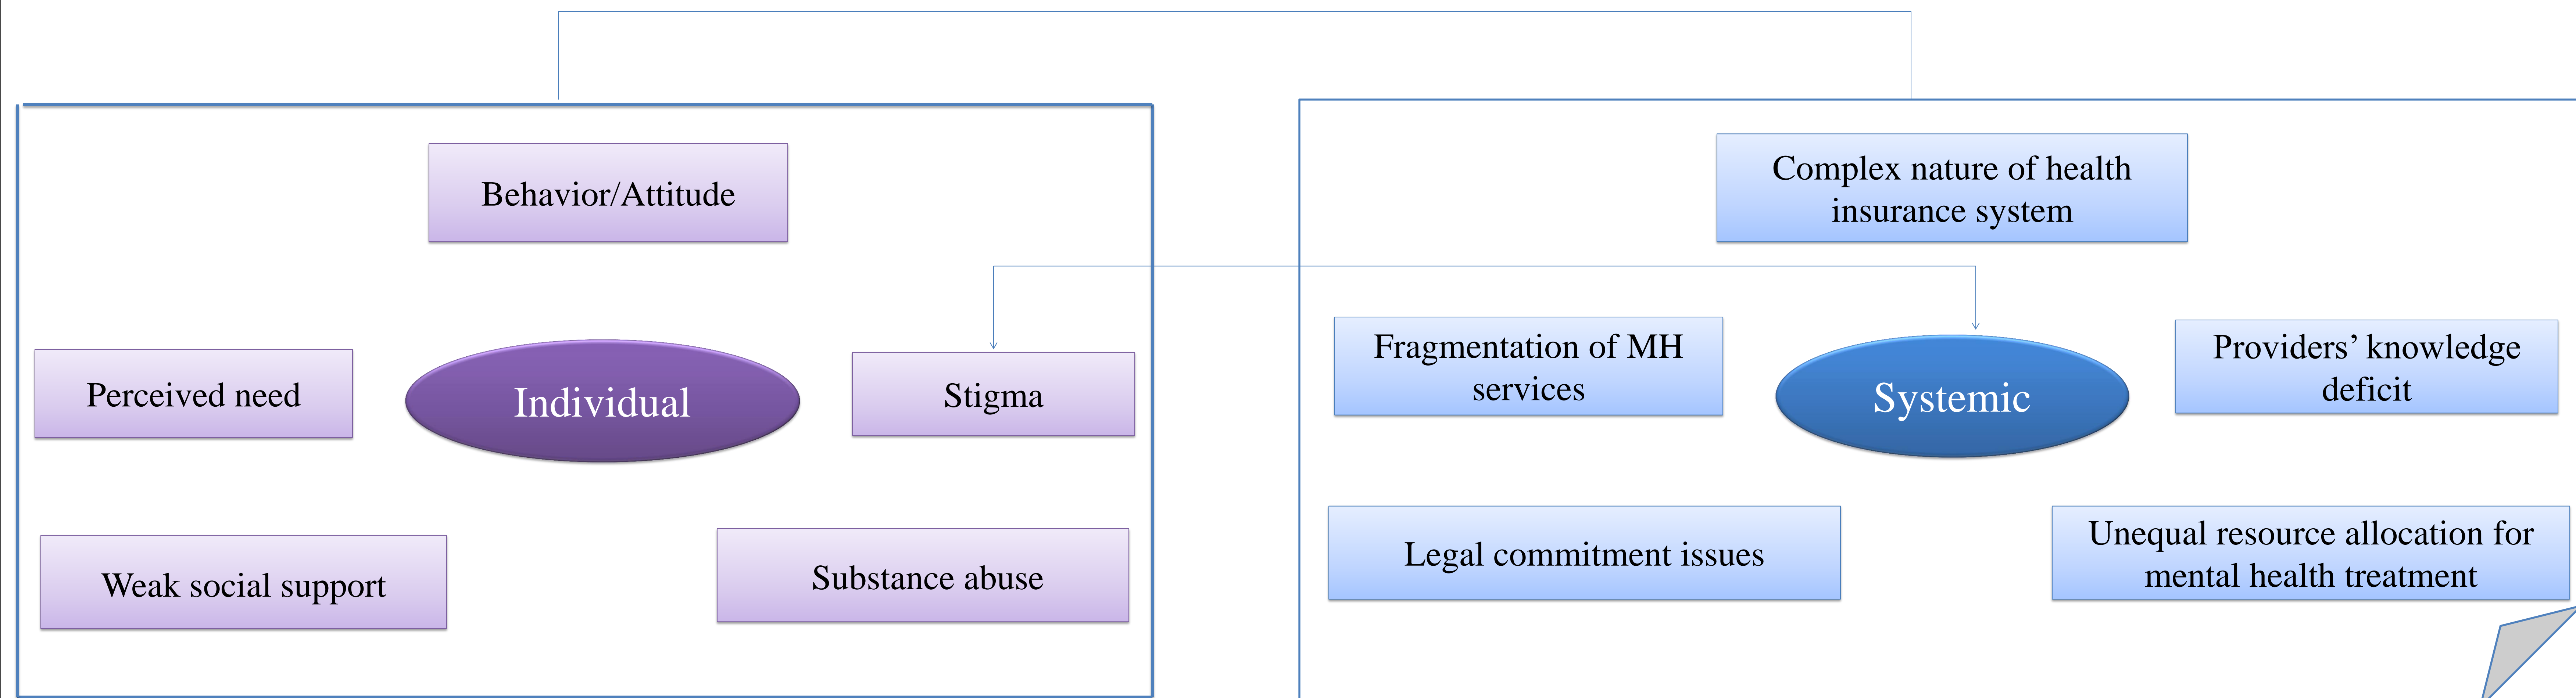 Behavior/Attitude
Perceived need
Individual
Stigma
Weak social support
Substance abuse
Complex nature of health
insurance system
Fragmentation of MH
services
Systemic
Providers’ knowledge
deficit
Legal commitment issues
Unequal resource allocation for
mental health treatment